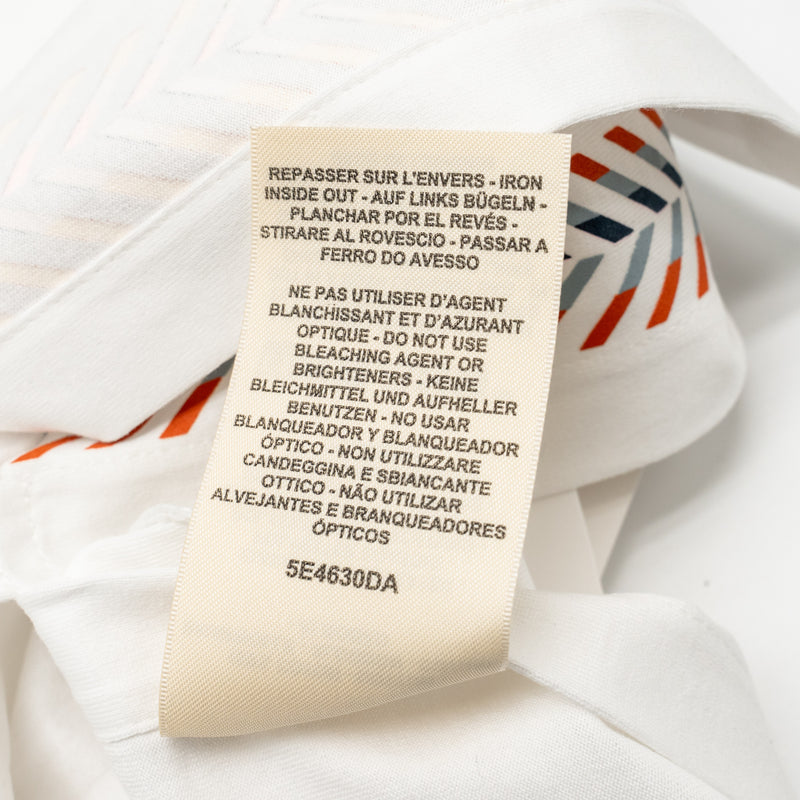 REPASSER SUR L'ENVERS - IRON
INSIDE OUT - AUF LINKS BÜGELN -
PLANCHAR POR EL REVÉS -
STIRARE AL ROVESCIO - PASSAR A
FERRO DO AVESSO
NE PAS UTILISER D'AGENT
BLANCHISSANT ET D'AZURANT
OPTIQUE - DO NOT USE
BLEACHING AGENT OR
BRIGHTENERS - KEINE
BLEICHMITTEL UND AUFHELLER
BENUTZEN - NO USAR
BLANQUEADOR Y BLANQUEADOR
ÓPTICO - NON UTILIZZARE
CANDEGGINA E SBIANCANTE
OTTICO - NÃO UTILIZAR
ALVEJANTES E BRANQUEADORES
ÓPTICOS
5E4630DA